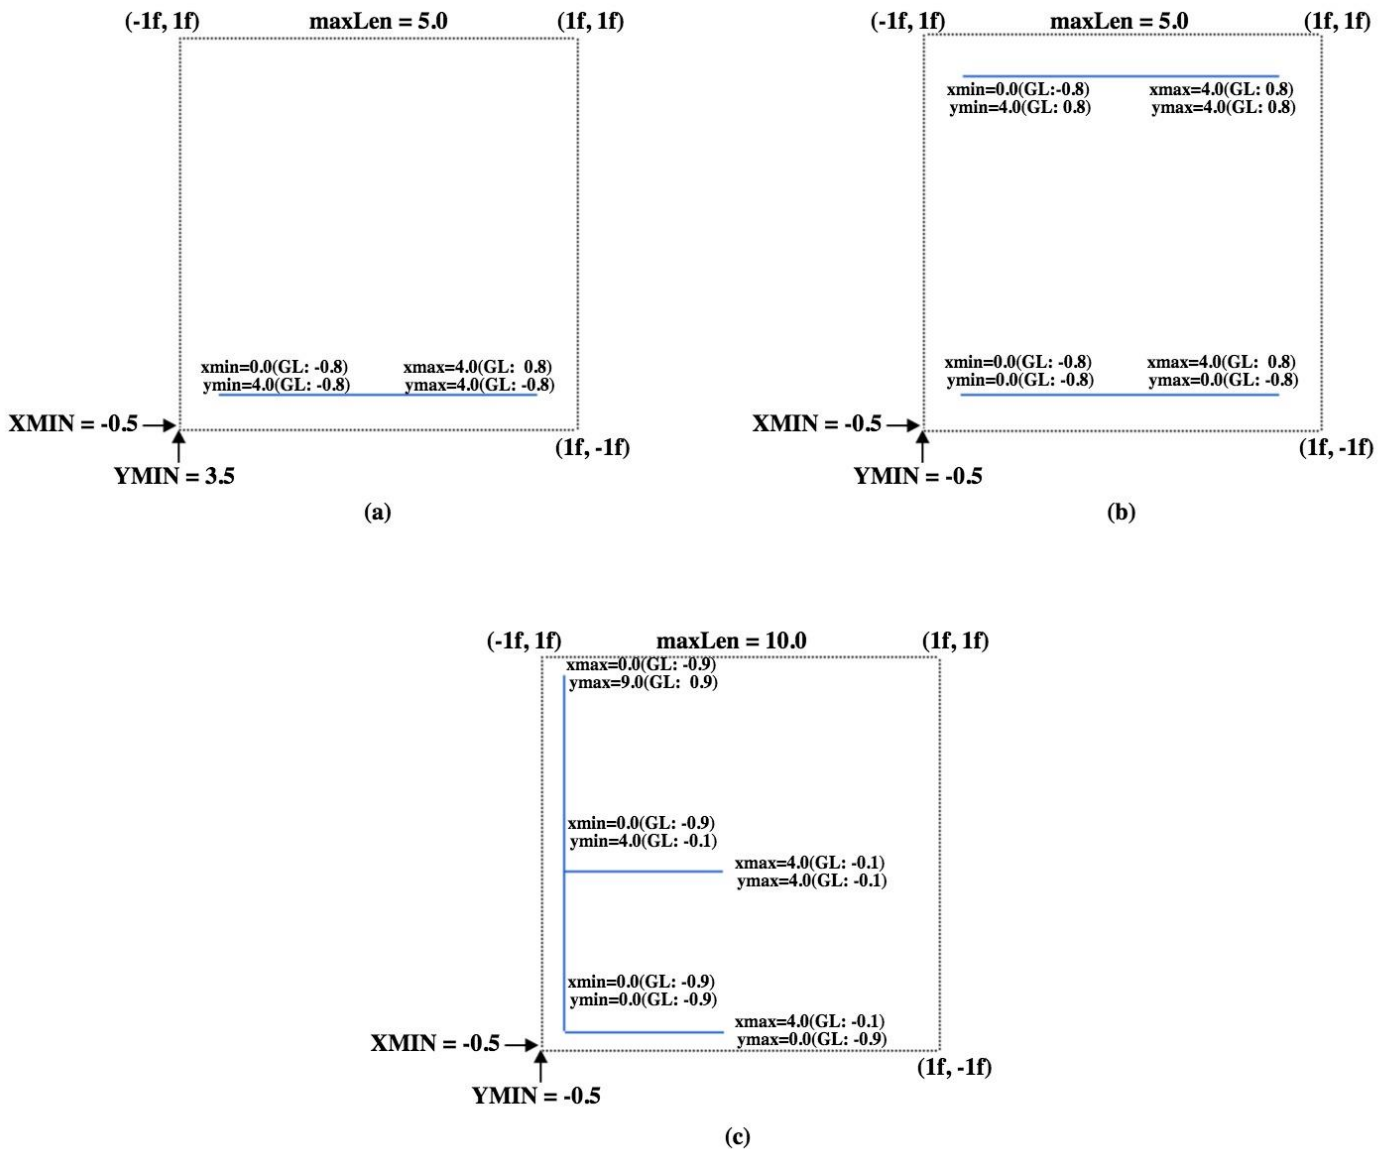 (-1f, 1f) maxLen = 5.0 (1f, 1f)
xmin=0.0(GL: -0.8) xmax=4.0(GL:  0.8)
ymin=4.0(GL: -0.8) ymax=4.0(GL: -0.8)
XMIN = -0.5
(1f, -1f)
YMIN = 3.5
(a)
(-1f, 1f) maxLen = 5.0 (1f, 1f)
xmin=0.0(GL:-0.8) xmax=4.0(GL: 0.8)
ymin=4.0(GL: 0.8) ymax=4.0(GL: 0.8)
xmin=0.0(GL: -0.8) xmax=4.0(GL:  0.8)
ymin=0.0(GL: -0.8) ymax=0.0(GL: -0.8)
XMIN = -0.5
(1f, -1f)
YMIN = -0.5
(b)
(-1f, 1f) maxLen = 10.0 (1f, 1f)
xmax=0.0(GL: -0.9)
ymax=9.0(GL:  0.9)
xmin=0.0(GL: -0.9)
ymin=4.0(GL: -0.1)
xmax=4.0(GL: -0.1)
ymax=4.0(GL: -0.1)
xmin=0.0(GL: -0.9)
ymin=0.0(GL: -0.9)
xmax=4.0(GL: -0.1)
ymax=0.0(GL: -0.9)
XMIN = -0.5
(1f, -1f)
YMIN = -0.5
(c)